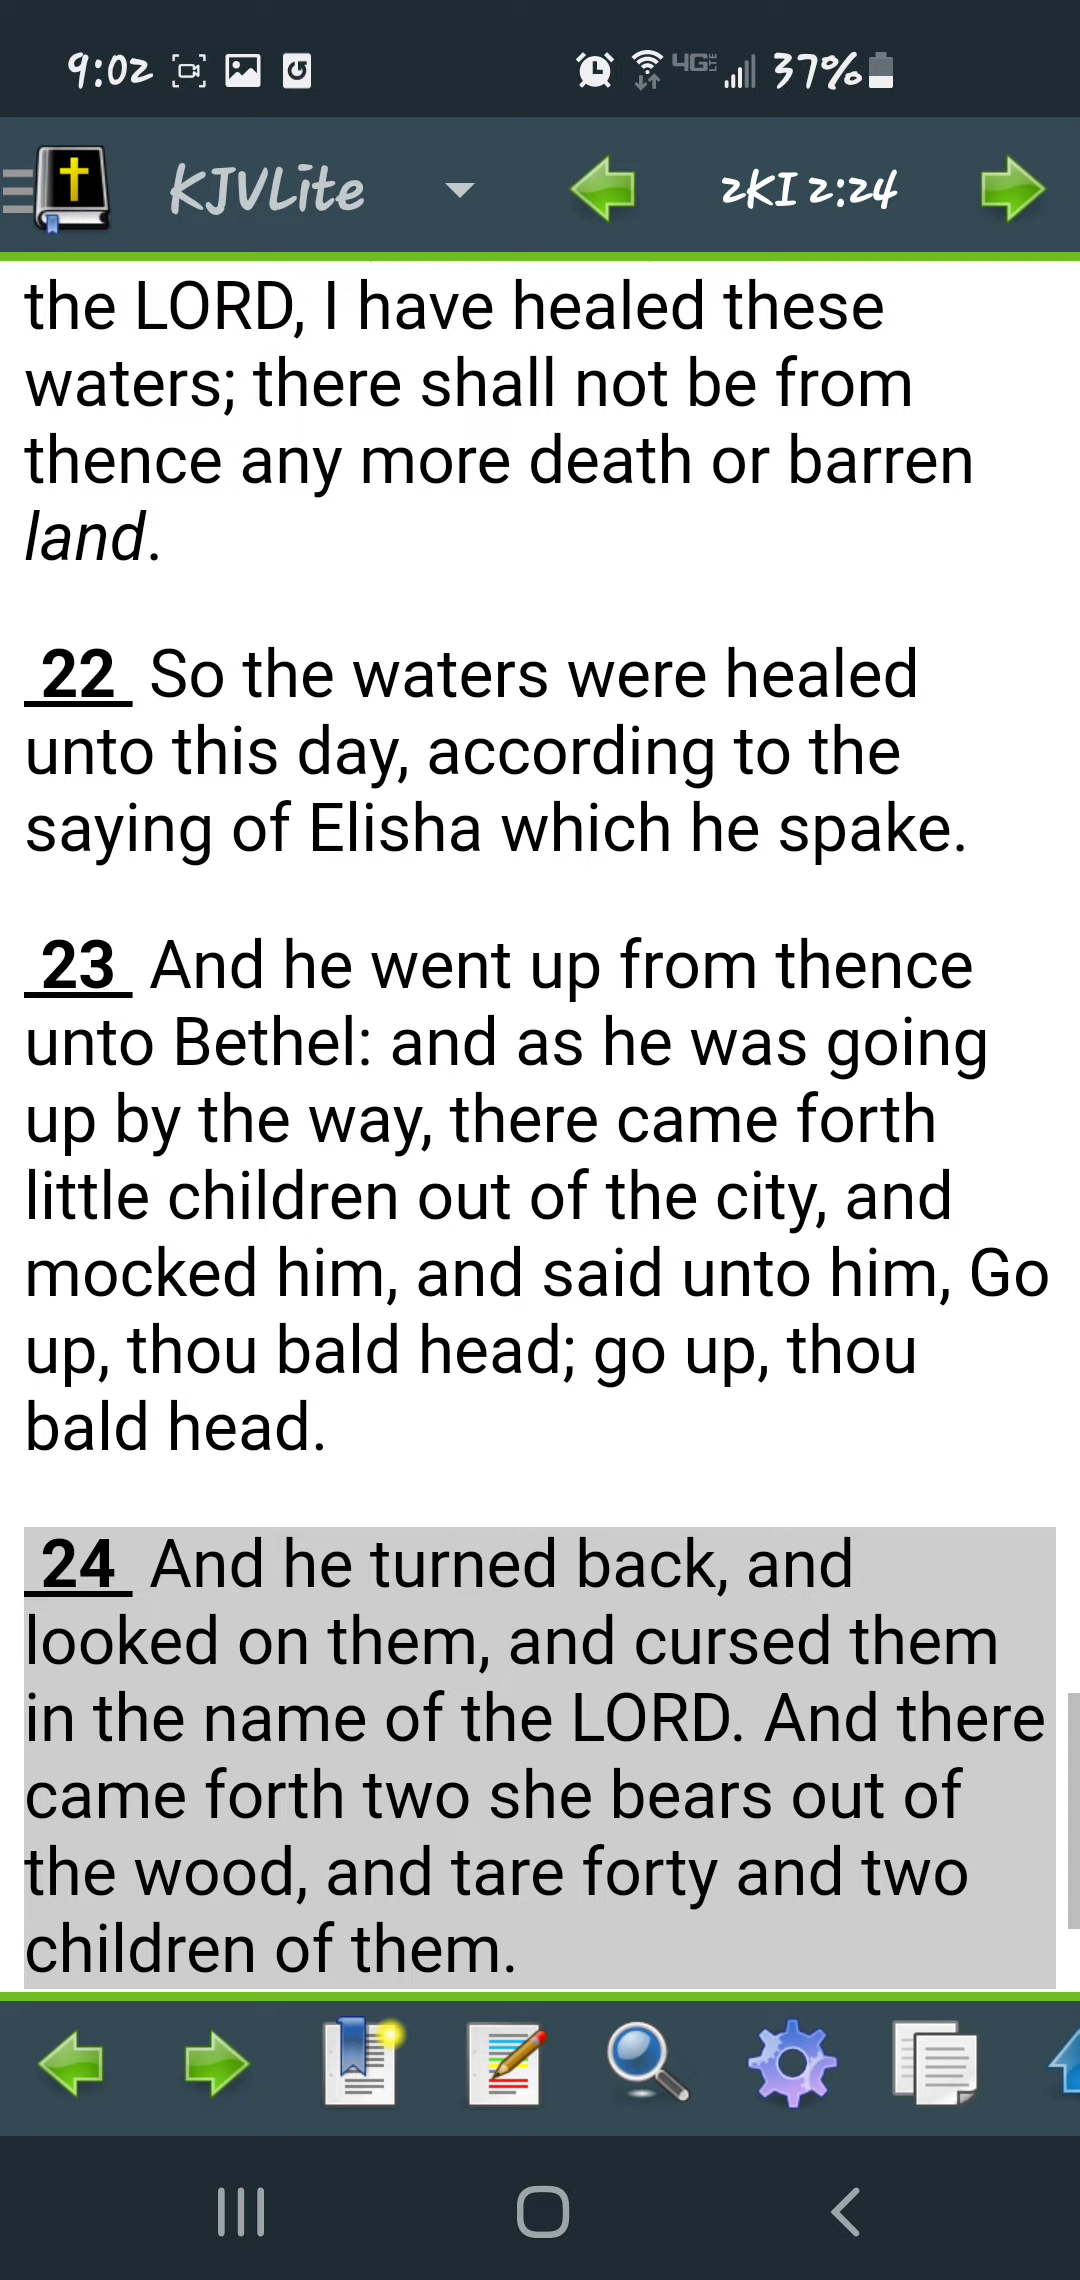 9:02 4G LTE 37%
KJVLite 2KI 2:24
the LORD, I have healed these
waters; there shall not be from
thence any more death or barren
land.
22 So the waters were healed
unto this day, according to the
saying of Elisha which he spake.
23 And he went up from thence
unto Bethel: and as he was going
up by the way, there came forth
little children out of the city, and
mocked him, and said unto him, Go
up, thou bald head; go up, thou
bald head.
24 And he turned back, and
looked on them, and cursed them
in the name of the LORD. And there
came forth two she bears out of
the wood, and tare forty and two
children of them.